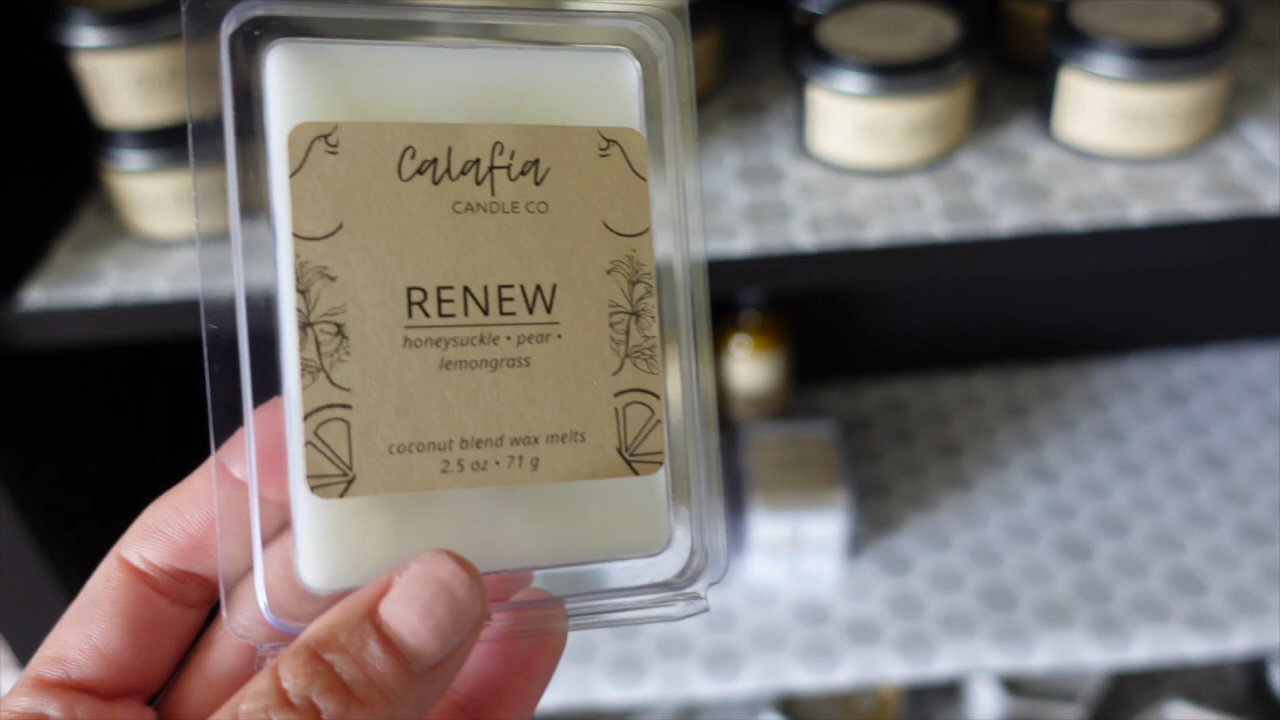 Calafia
CANDLE CO.
RENEW
honeysuckle • pear •
lemongrass
coconut blend wax melts
2.5 oz • 71 g